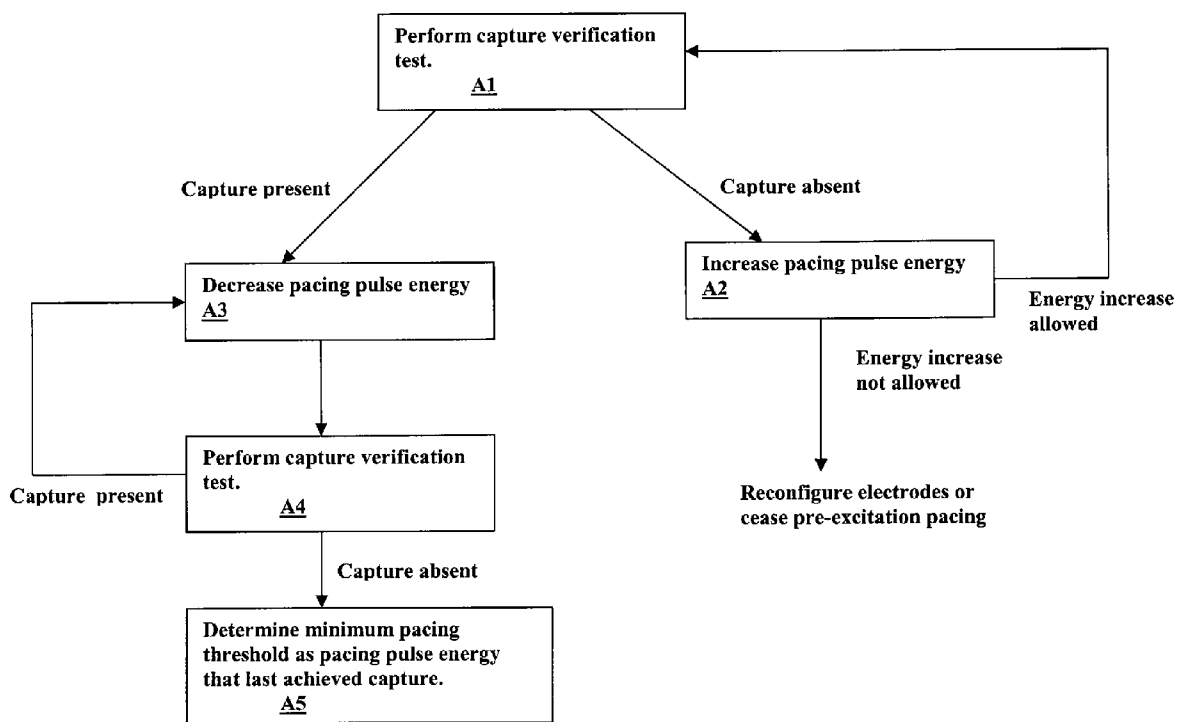 Perform capture verification
test.
A1
Capture present
Capture absent
Decrease pacing pulse energy
A3
Increase pacing pulse energy
A2
Energy increase
allowed
Energy increase
not allowed
Perform capture verification
test.
A4
Capture present
Reconfigure electrodes or
cease pre-excitation pacing
Capture absent
Determine minimum pacing
threshold as pacing pulse energy
that last achieved capture.
A5